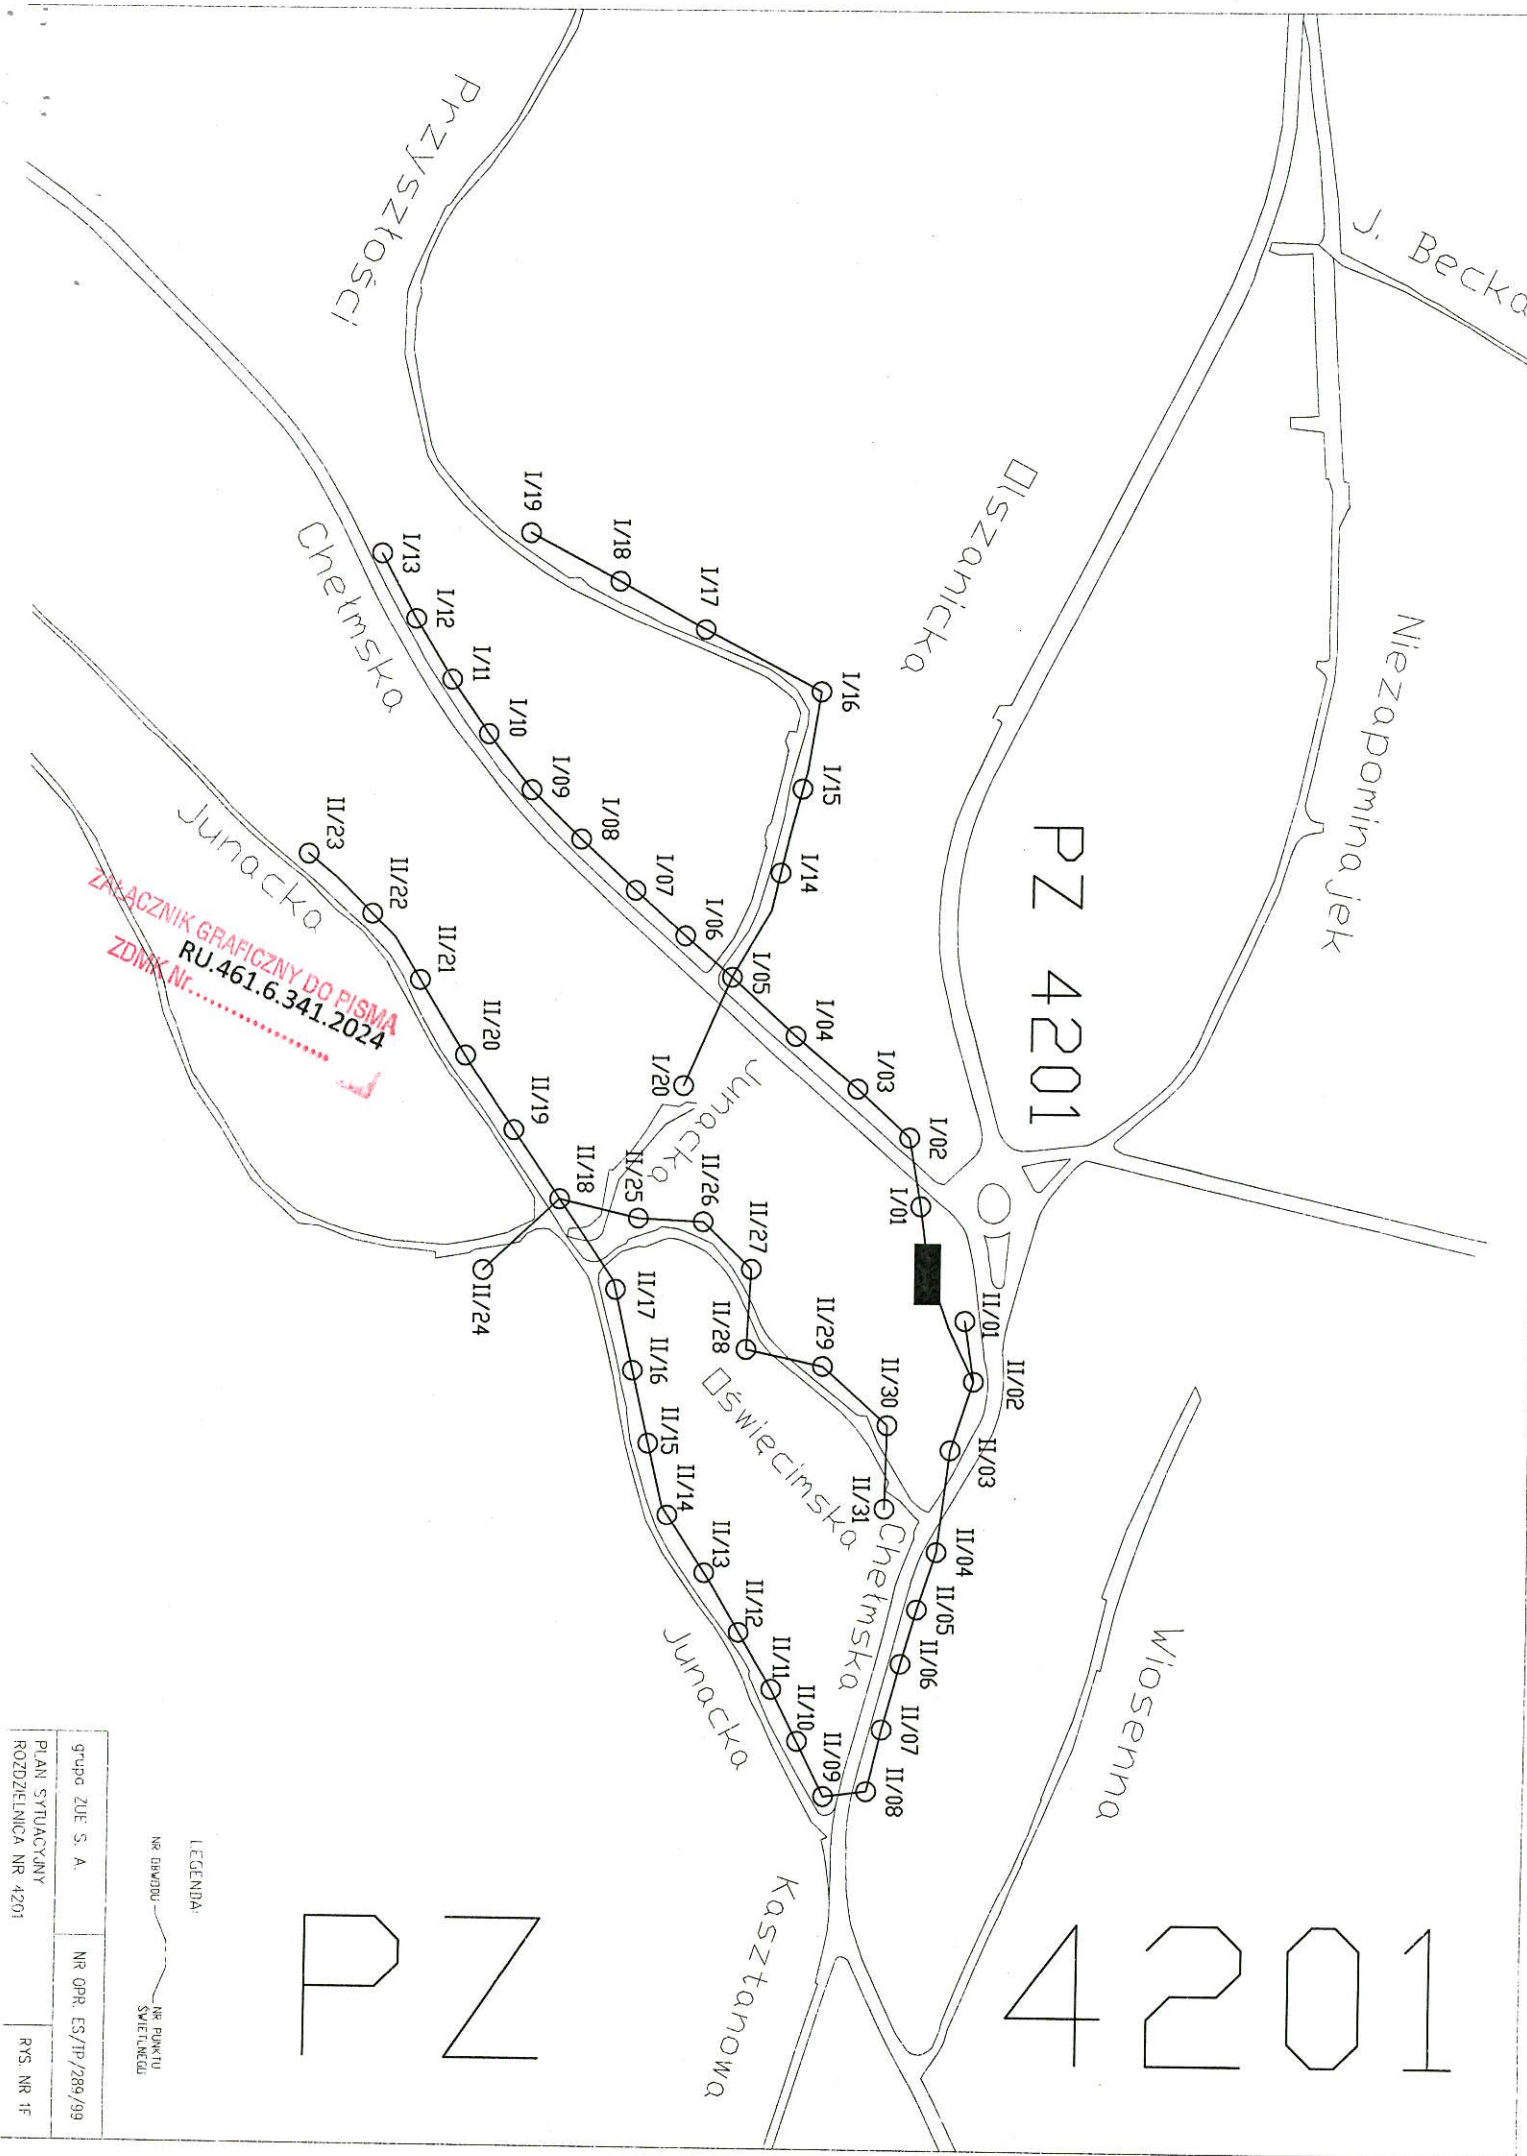 J. Becka
Niezapominajek
Przyszłości
Olszanicka
PZ 4201
Chełmska
Junacka
Junacka
Oświęcimska
Chełmska
Junacka
Wiosenna
Kasztanowa
I/01
I/02
I/03
I/04
I/05
I/06
I/07
I/08
I/09
I/10
I/11
I/12
I/13
I/14
I/15
I/16
I/17
I/18
I/19
I/20
II/01
II/02
II/03
II/04
II/05
II/06
II/07
II/08
II/09
II/10
II/11
II/12
II/13
II/14
II/15
II/16
II/17
II/18
II/19
II/20
II/21
II/22
II/23
II/24
II/25
II/26
II/27
II/28
II/29
II/30
II/31
ZAŁĄCZNIK GRAFICZNY DO PISMA
RU.461.6.341.2024
ZDMK Nr....................
PZ 4201
LEGENDA:
NR OBWODU
NR PUNKTU
ŚWIETLNEGO
grupa ZUE S. A.
NR OPR. ES/TP/289/99
PLAN SYTUACYJNY
ROZDZIELNICA NR 4201
RYS. NR 1F